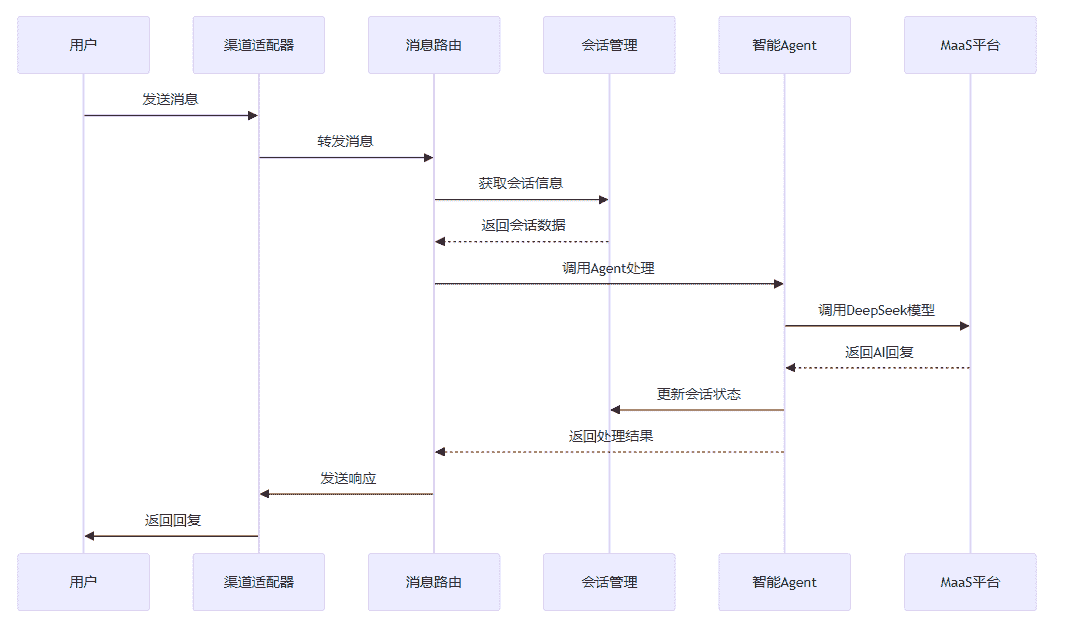 用户
渠道适配器
消息路由
会话管理
智能Agent
MaaS平台
发送消息
转发消息
获取会话信息
返回会话数据
调用Agent处理
调用DeepSeek模型
返回AI回复
更新会话状态
返回处理结果
发送响应
返回回复
用户
渠道适配器
消息路由
会话管理
智能Agent
MaaS平台